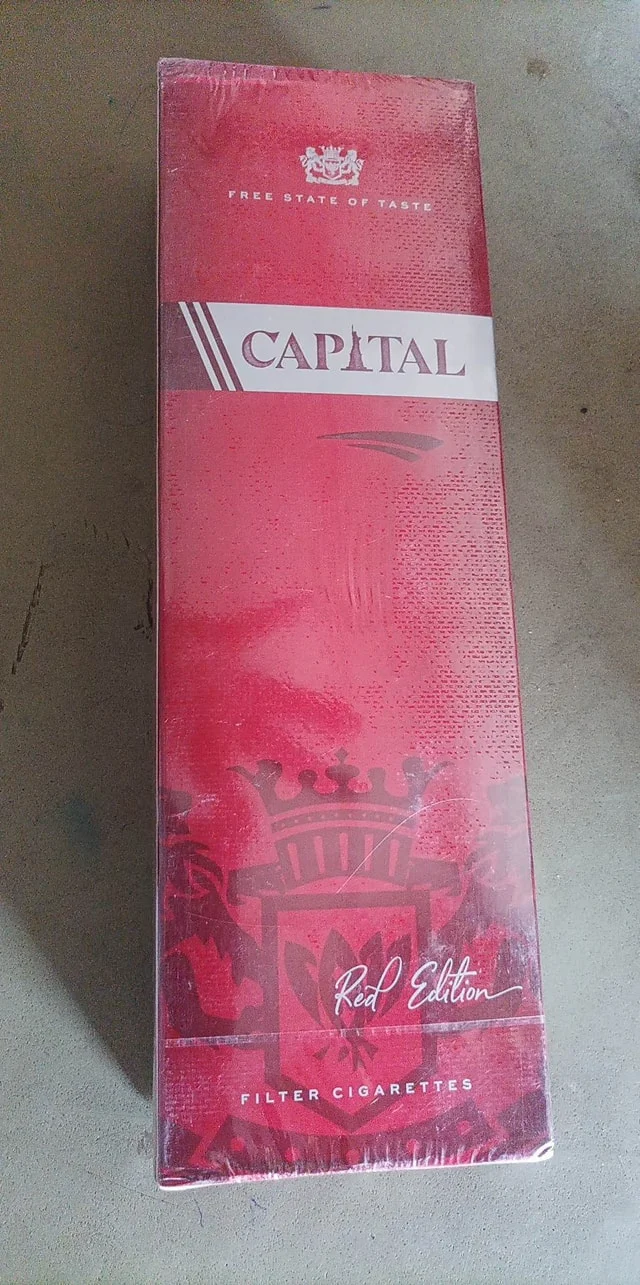 FREE STATE OF TASTE
CAPITAL
Red Edition
FILTER CIGARETTES